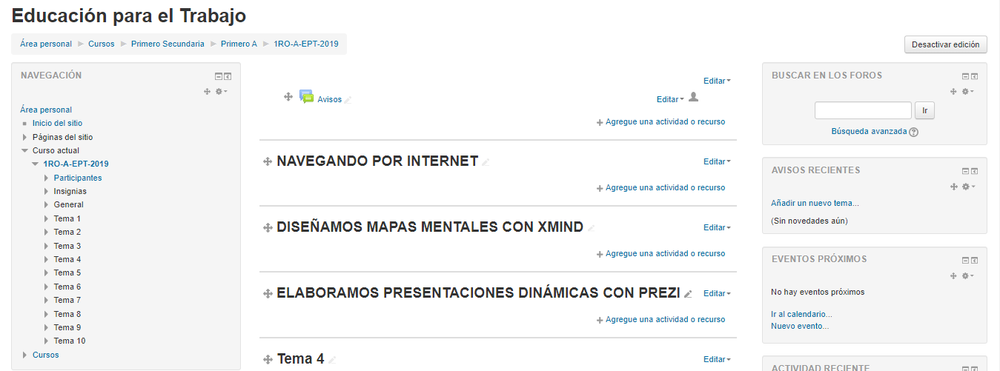 Educación para el Trabajo
Área personal ▶ Cursos ▶ Primero Secundaria ▶ Primero A ▶ 1RO-A-EPT-2019
Desactivar edición
NAVEGACIÓN
Área personal
Inicio del sitio
Páginas del sitio
Curso actual
1RO-A-EPT-2019
Participantes
Insignias
General
Tema 1
Tema 2
Tema 3
Tema 4
Tema 5
Tema 6
Tema 7
Tema 8
Tema 9
Tema 10
Cursos
Editar
Avisos
Editar
Agregue una actividad o recurso
NAVEGANDO POR INTERNET
Editar
Agregue una actividad o recurso
DISEÑAMOS MAPAS MENTALES CON XMIND
Editar
Agregue una actividad o recurso
ELABORAMOS PRESENTACIONES DINÁMICAS CON PREZI
Editar
Agregue una actividad o recurso
Tema 4
Editar
BUSCAR EN LOS FOROS
Ir
Búsqueda avanzada ?
AVISOS RECIENTES
Añadir un nuevo tema...
(Sin novedades aún)
EVENTOS PRÓXIMOS
No hay eventos próximos
Ir al calendario...
Nuevo evento...
ACTIVIDAD RECIENTE